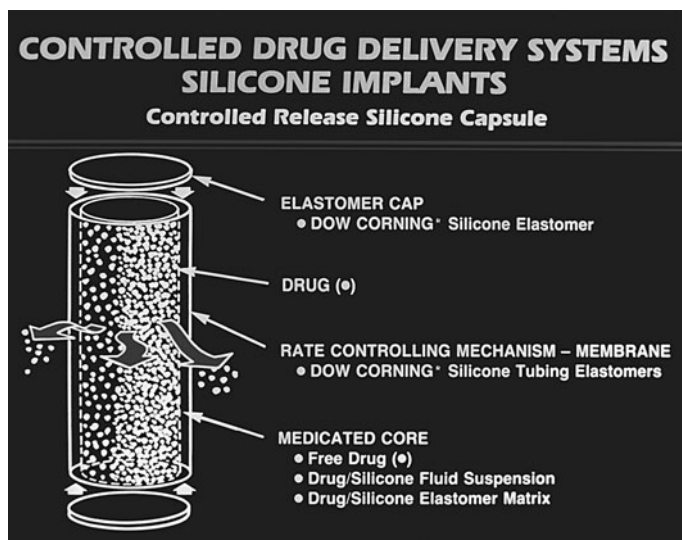 CONTROLLED DRUG DELIVERY SYSTEMS
SILICONE IMPLANTS
Controlled Release Silicone Capsule
ELASTOMER CAP
● DOW CORNING* Silicone Elastomer
DRUG (●)
RATE CONTROLLING MECHANISM – MEMBRANE
● DOW CORNING* Silicone Tubing Elastomers
MEDICATED CORE
● Free Drug (●)
● Drug/Silicone Fluid Suspension
● Drug/Silicone Elastomer Matrix